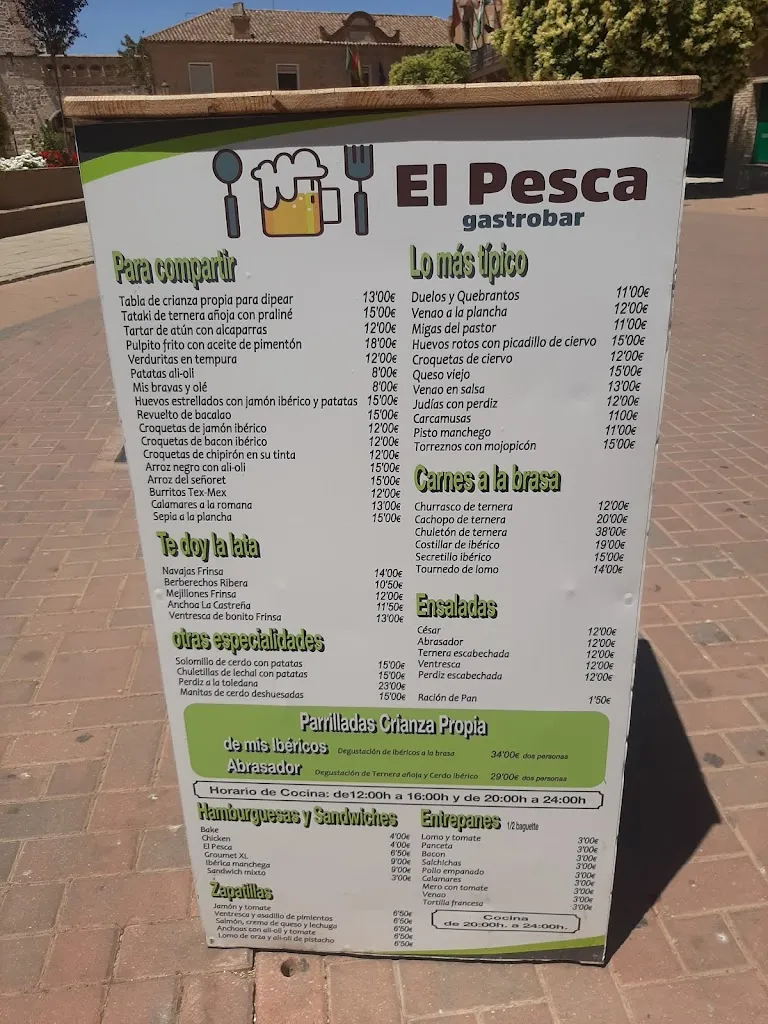 El Pesca
gastrobar
Para compartir
Tabla de crianza propia para dipear 13'00€
Tataki de ternera añoja con praliné 15'00€
Tartar de atún con alcaparras 12'00€
Pulpito frito con aceite de pimentón 18'00€
Verduritas en tempura 12'00€
Patatas ali-oli 8'00€
Mis bravas y olé 8'00€
Huevos estrellados con jamón ibérico y patatas 15'00€
Revuelto de bacalao 15'00€
Croquetas de jamón ibérico 12'00€
Croquetas de bacon ibérico 12'00€
Croquetas de chipirón en su tinta 12'00€
Arroz negro con ali-oli 15'00€
Arroz del señoret 15'00€
Burritos Tex-Mex 12'00€
Calamares a la romana 13'00€
Sepia a la plancha 15'00€
Te doy la lata
Navajas Frinsa 14'00€
Berberechos Ribera 10'50€
Mejillones Frinsa 12'00€
Anchoa La Castreña 11'50€
Ventresca de bonito Frinsa 13'00€
otras especialidades
Solomillo de cerdo con patatas 15'00€
Chuletillas de lechal con patatas 15'00€
Perdiz a la toledana 23'00€
Manitas de cerdo deshuesadas 15'00€
Lo más típico
Duelos y Quebrantos 11'00€
Venao a la plancha 12'00€
Migas del pastor 11'00€
Huevos rotos con picadillo de ciervo 15'00€
Croquetas de ciervo 12'00€
Queso viejo 15'00€
Venao en salsa 13'00€
Judías con perdiz 12'00€
Carcamusas 1100€
Pisto manchego 11'00€
Torreznos con mojopicón 15'00€
Carnes a la brasa
Churrasco de ternera 12'00€
Cachopo de ternera 20'00€
Chuletón de ternera 38'00€
Costillar de ibérico 19'00€
Secretillo ibérico 15'00€
Tournedo de lomo 14'00€
Ensaladas
César 12'00€
Abrasador 12'00€
Ternera escabechada 12'00€
Ventresca 12'00€
Perdiz escabechada 12'00€
Ración de Pan 1'50€
Parrilladas Crianza Propia
de mis Ibéricos Degustación de Ibéricos a la brasa 34'00€ dos personas
Abrasador Degustación de Ternera añoja y Cerdo ibérico 29'00€ dos personas
Horario de Cocina: de12:00h a 16:00h y de 20:00h a 24:00h
Hamburguesas y Sandwiches
Bake 4'00€
Chicken 4'00€
El Pesca 6'50€
Groumet XL 9'00€
Ibérica manchega 9'00€
Sandwich mixto 3'00€
Zapatillas
Jamón y tomate 6'50€
Ventresca y asadillo de pimientos 6'50€
Salmón, crema de queso y lechuga 6'50€
Anchoas con ali-oli y tomate 6'50€
Lomo de orza y ali-oli de pistacho 6'50€
Entrepanes 1/2 baguette
Lomo y tomate 3'00€
Panceta 3'00€
Bacon 3'00€
Salchichas 3'00€
Pollo empanado 3'00€
Calamares 3'00€
Mero con tomate 3'00€
Venao 3'00€
Tortilla francesa 3'00€
Cocina
de 20:00h. a 24:00h.